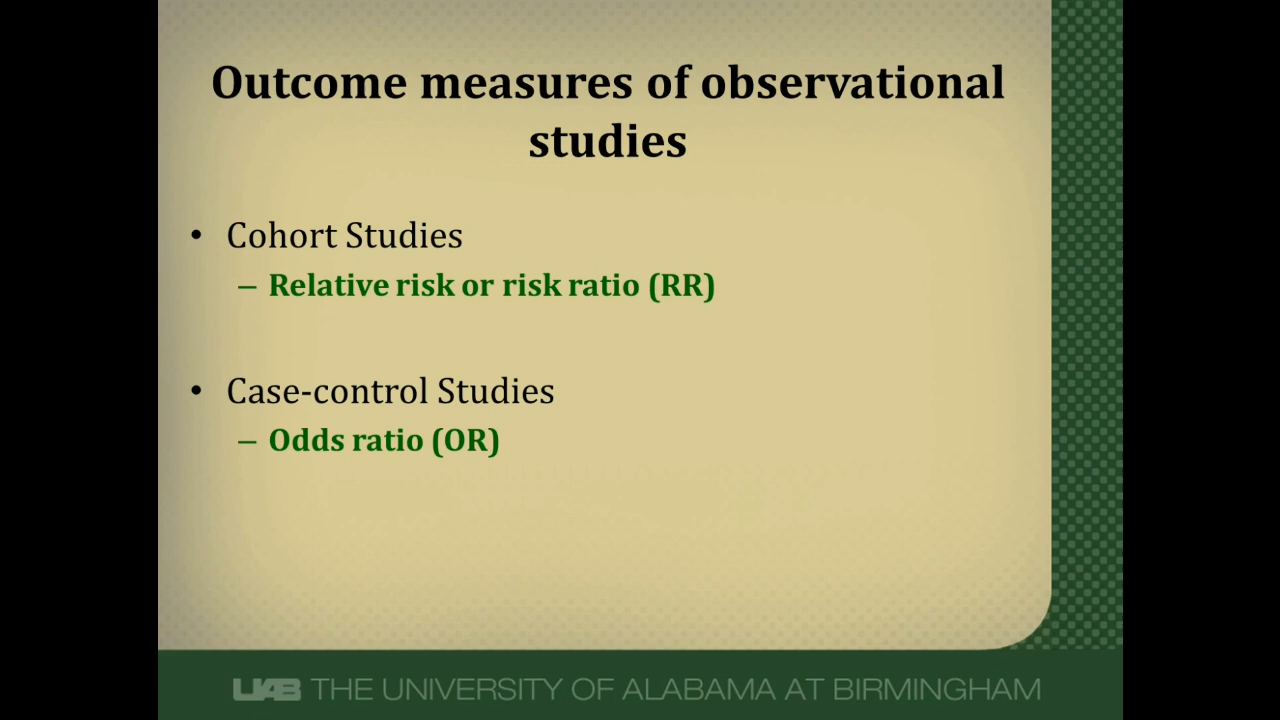 Outcome measures of observational
studies
• Cohort Studies
– Relative risk or risk ratio (RR)
• Case-control Studies
– Odds ratio (OR)
UAB THE UNIVERSITY OF ALABAMA AT BIRMINGHAM